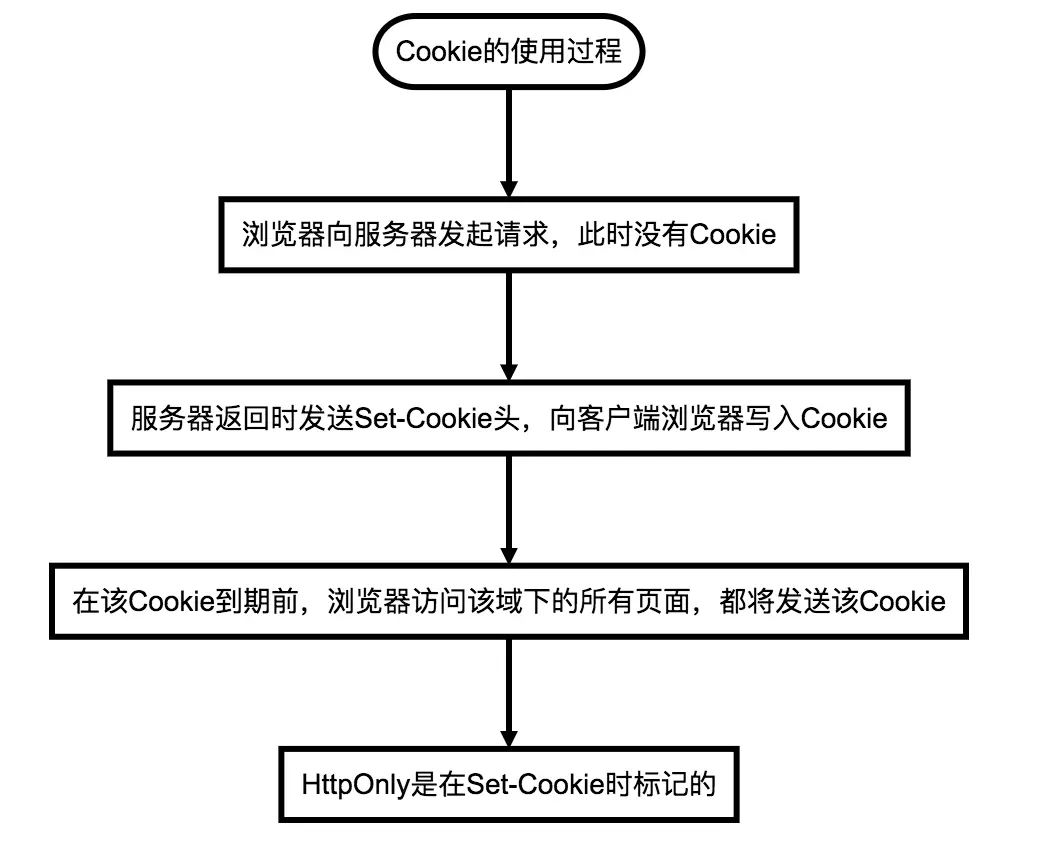 Cookie的使用过程
浏览器向服务器发起请求，此时没有Cookie
服务器返回时发送Set-Cookie头，向客户端浏览器写入Cookie
在该Cookie到期前，浏览器访问该域下的所有页面，都将发送该Cookie
HttpOnly是在Set-Cookie时标记的